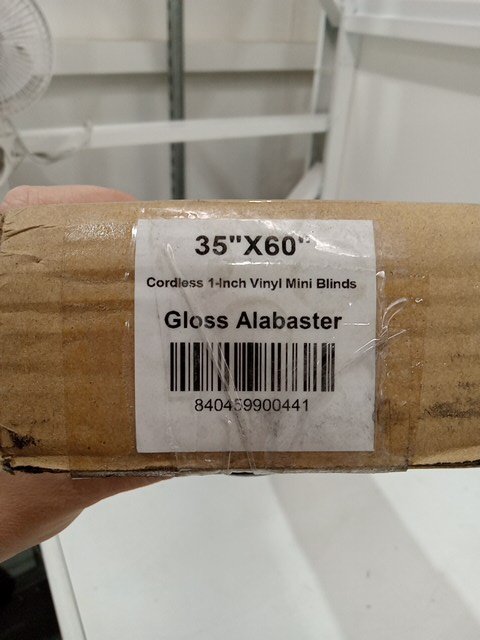 35"X60"
Cordless 1-Inch Vinyl Mini Blinds
Gloss Alabaster
840459900441